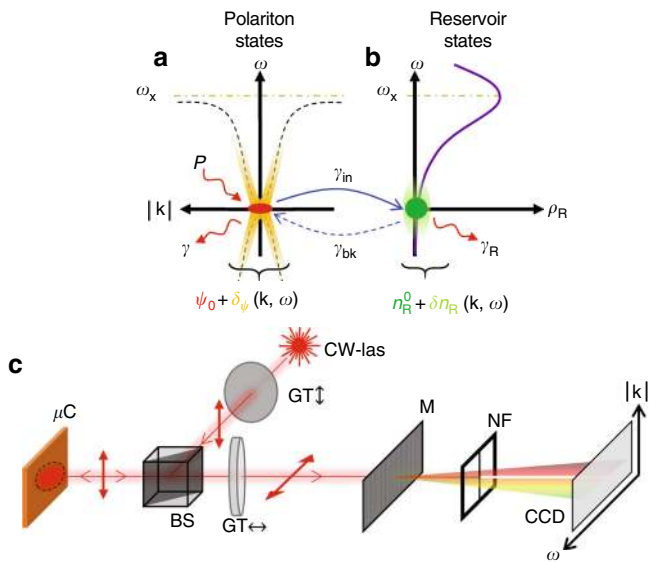 Polariton
states
Reservoir
states
a
ω
b
ω
ωx
ωx
P
γin
|k|
ρR
γ
γbk
γR
ψ0 + δψ (k, ω)
n0R + δnR (k, ω)
c
CW-las
GT↕
μC
M
NF
|k|
BS
GT↔
CCD
ω